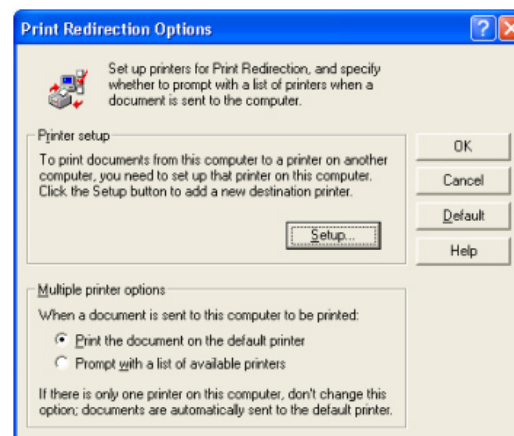 Print Redirection Options
Set up printers for Print Redirection, and specify
whether to prompt with a list of printers when a
document is sent to the computer.
Printer setup
To print documents from this computer to a printer on another
computer, you need to set up that printer on this computer.
Click the Setup button to add a new destination printer.
Setup...
OK
Cancel
Default
Help
Multiple printer options
When a document is sent to this computer to be printed:
Print the document on the default printer
Prompt with a list of available printers
If there is only one printer on this computer, don't change this
option; documents are automatically sent to the default printer.